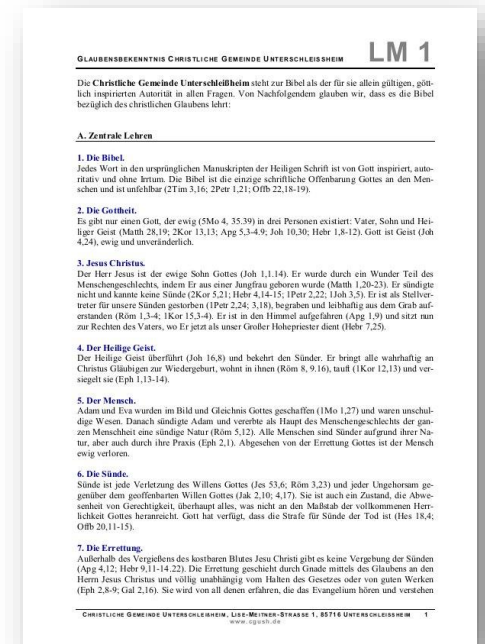 GLAUBENSBEKENNTNIS CHRISTLICHE GEMEINDE UNTERSCHLEISSHEIM LM 1
Die Christliche Gemeinde Unterschleißheim steht zur Bibel als der für sie allein gültigen, gött-
lich inspirierten Autorität in allen Fragen. Von Nachfolgendem glauben wir, dass es die Bibel
bezüglich des christlichen Glaubens lehrt:
A. Zentrale Lehren
1. Die Bibel.
Jedes Wort in den ursprünglichen Manuskripten der Heiligen Schrift ist von Gott inspiriert, auto-
ritativ und ohne Irrtum. Die Bibel ist die einzige schriftliche Offenbarung Gottes an den Men-
schen und ist unfehlbar (2Tim 3,16; 2Petr 1,21; Offb 22,18-19).
2. Die Gottheit.
Es gibt nur einen Gott, der ewig (5Mo 4, 35.39) in drei Personen existiert: Vater, Sohn und Hei-
liger Geist (Matth 28,19; 2Kor 13,13; Apg 5,3-4.9; Joh 10,30; Hebr 1,8-12). Gott ist Geist (Joh
4,24), ewig und unveränderlich.
3. Jesus Christus.
Der Herr Jesus ist der ewige Sohn Gottes (Joh 1,1.14). Er wurde durch ein Wunder Teil des
Menschengeschlechts, indem Er aus einer Jungfrau geboren wurde (Matth 1,20-23). Er sündigte
nicht und kannte keine Sünde (2Kor 5,21; Hebr 4,14-15; 1Petr 2,22; 1Joh 3,5). Er ist als Stellver-
treter für unsere Sünden gestorben (1Petr 2,24; 3,18), begraben und leibhaftig aus dem Grab auf-
erstanden (Röm 1,3-4; 1Kor 15,3-4). Er ist in den Himmel aufgefahren (Apg 1,9) und sitzt nun
zur Rechten des Vaters, wo Er jetzt als unser Großer Hohepriester dient (Hebr 7,25).
4. Der Heilige Geist.
Der Heilige Geist überführt (Joh 16,8) und bekehrt den Sünder. Er bringt alle wahrhaftig an
Christus Gläubigen zur Wiedergeburt, wohnt in ihnen (Röm 8, 9.16), tauft (1Kor 12,13) und ver-
siegelt sie (Eph 1,13-14).
5. Der Mensch.
Adam und Eva wurden im Bild und Gleichnis Gottes geschaffen (1Mo 1,27) und waren unschul-
dige Wesen. Danach sündigte Adam und vererbte als Haupt des Menschengeschlechts der gan-
zen Menschheit eine sündige Natur (Röm 5,12). Alle Menschen sind Sünder aufgrund ihrer Na-
tur, aber auch durch ihre Praxis (Eph 2,1). Abgesehen von der Errettung Gottes ist der Mensch
ewig verloren.
6. Die Sünde.
Sünde ist jede Verletzung des Willens Gottes (Jes 53,6; Röm 3,23) und jeder Ungehorsam ge-
genüber dem geoffenbarten Willen Gottes (Jak 2,10; 4,17). Sie ist auch ein Zustand, die Abwe-
senheit von Gerechtigkeit, überhaupt alles, was nicht an den Maßstab der vollkommenen Herr-
lichkeit Gottes heranreicht. Gott hat verfügt, dass die Strafe für Sünde der Tod ist (Hes 18,4;
Offb 20,11-15).
7. Die Errettung.
Außerhalb des Vergießens des kostbaren Blutes Jesu Christi gibt es keine Vergebung der Sünden
(Apg 4,12; Hebr 9,11-14.22). Die Errettung geschieht durch Gnade mittels des Glaubens an den
Herrn Jesus Christus und völlig unabhängig vom Halten des Gesetzes oder von guten Werken
(Eph 2,8-9; Gal 2,16). Sie wird von all denen erfahren, die das Evangelium hören und verstehen
CHRISTLICHE GEMEINDE UNTERSCHLEIßHEIM, LISE-MEITNER-STRASSE 1, 85716 UNTERSCHLEISSHEIM 1
www.cgush.de